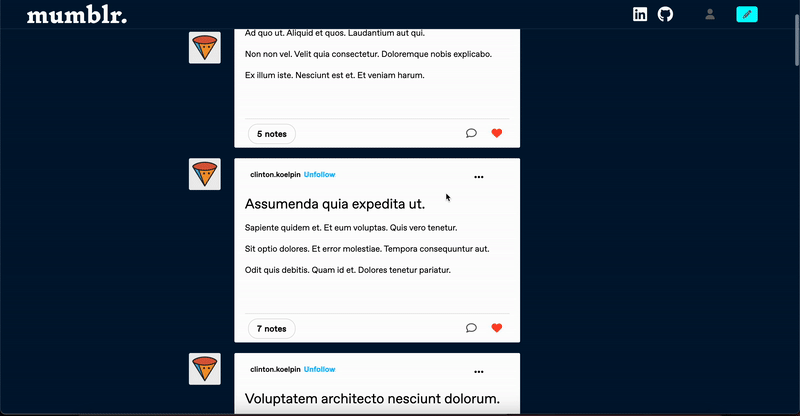 mumblr.
Ad quo ut. Aliquid et quos. Laudantium aut qui.
Non non vel. Velit quia consectetur. Doloremque nobis explicabo.
Ex illum iste. Nesciunt est et. Et veniam harum.
5 notes
clinton.koelpin Unfollow
Assumenda quia expedita ut.
Sapiente quidem et. Et eum voluptas. Quis vero tenetur.
Sit optio dolores. Et error molestiae. Tempora consequuntur aut.
Odit quis debitis. Quam id et. Dolores tenetur pariatur.
7 notes
clinton.koelpin Unfollow
Voluptatem architecto nesciunt dolorum.